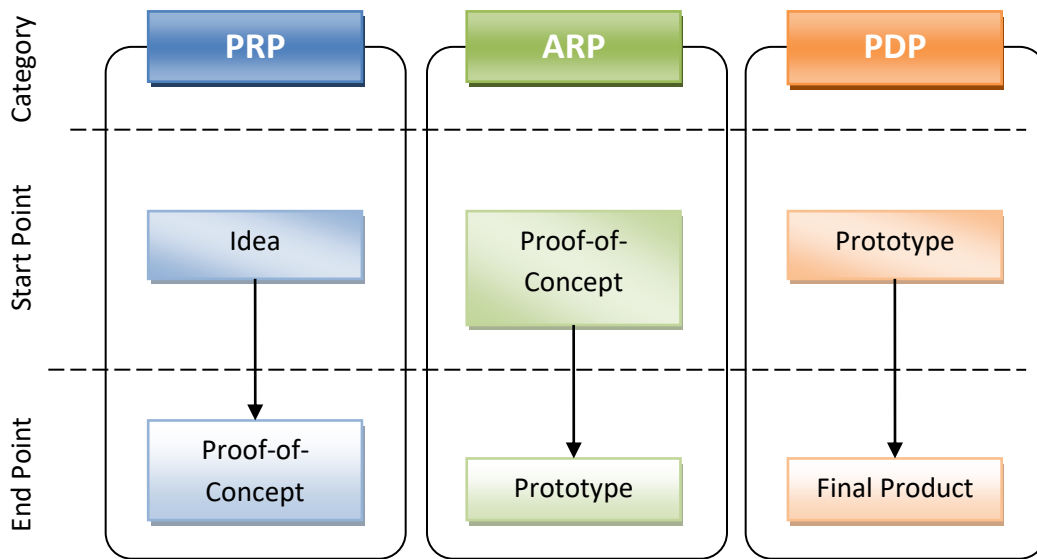 Category
PRP
ARP
PDP
Start Point
Idea
Proof-of-
Concept
Prototype
End Point
Proof-of-
Concept
Prototype
Final Product